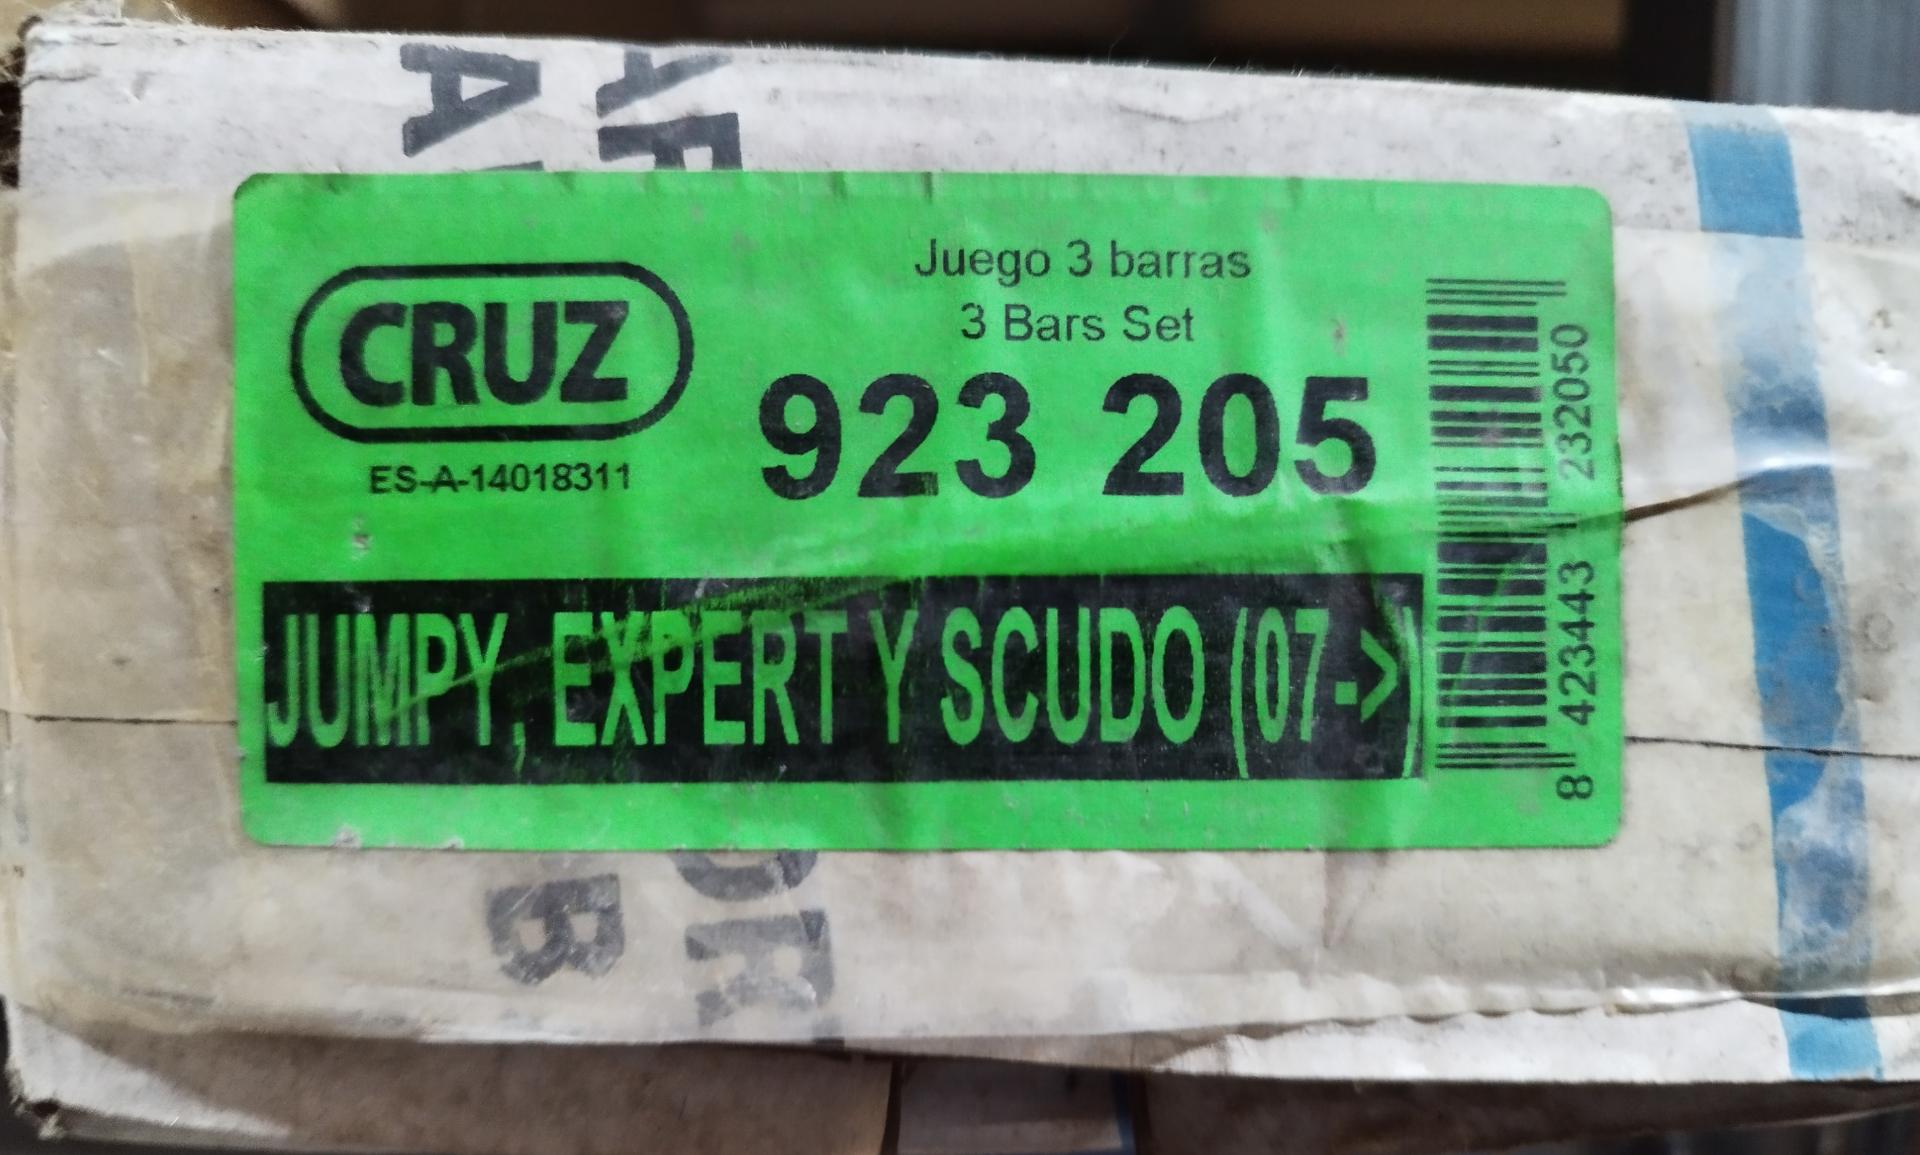 CRUZ
ES-A-14018311
Juego 3 barras
3 Bars Set
923 205
JUMPY, EXPERT Y SCUDO (07->)
8 423443 232050